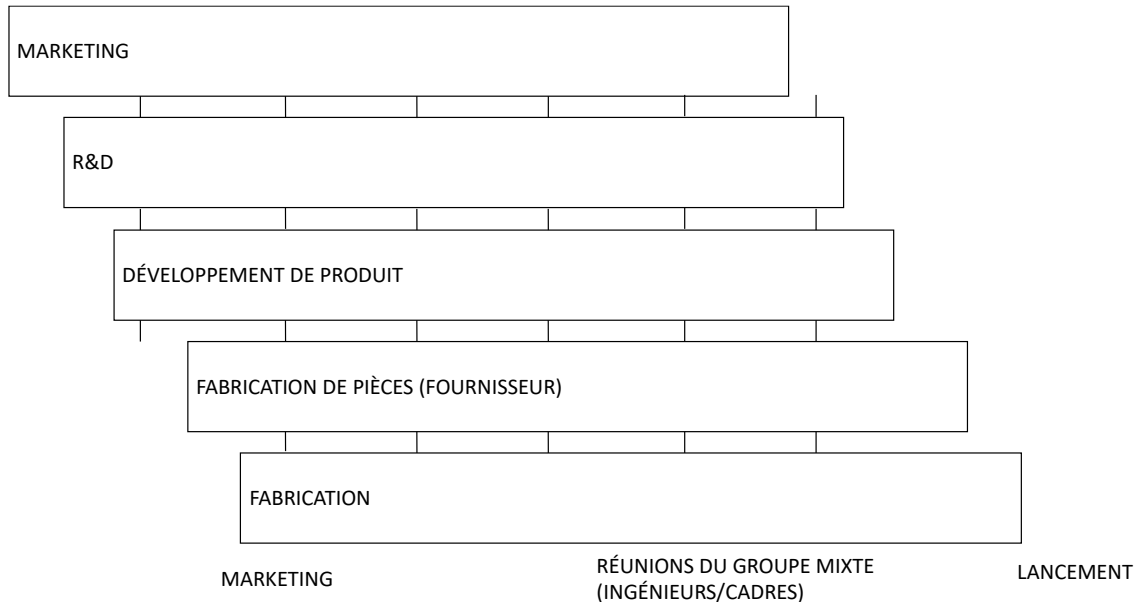 MARKETING
R&D
DÉVELOPPEMENT DE PRODUIT
FABRICATION DE PIÈCES (FOURNISSEUR)
FABRICATION
MARKETING
RÉUNIONS DU GROUPE MIXTE
(INGÉNIEURS/CADRES)
LANCEMENT